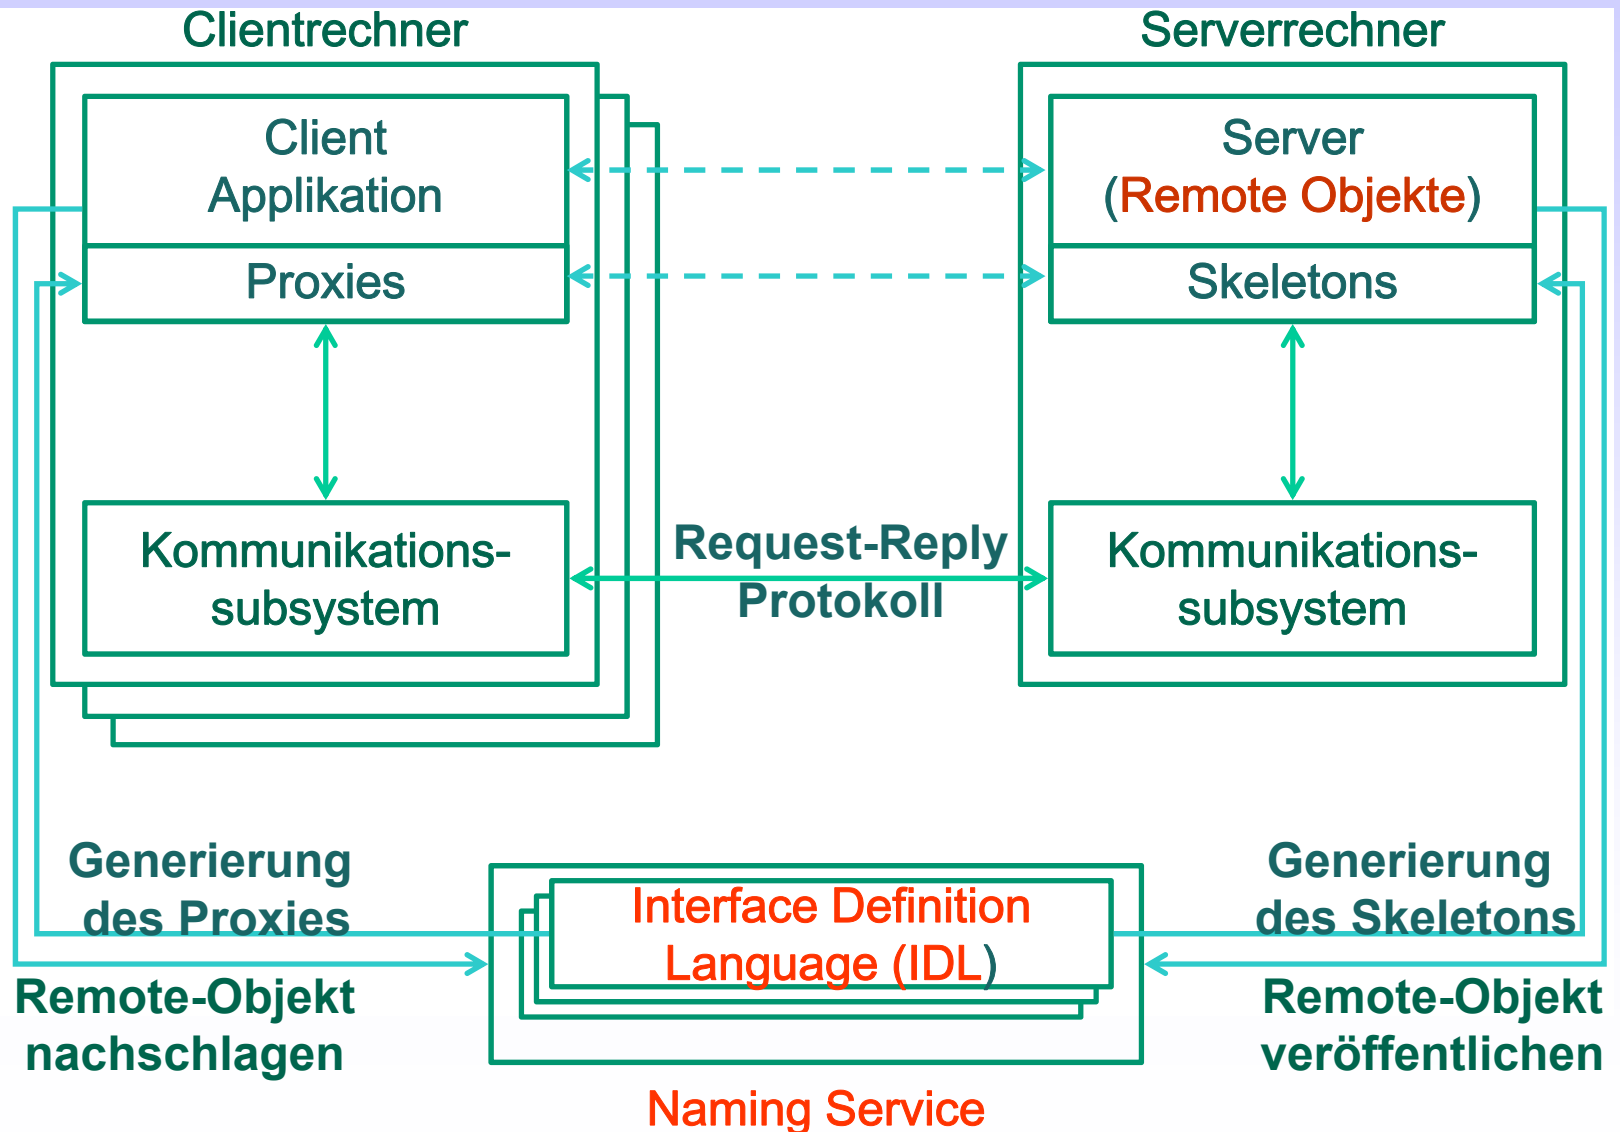 Clientrechner
Serverrechner
Client
Applikation
Server
(Remote Objekte)
Proxies
Skeletons
Kommunikations-
subsystem
Request-Reply
Protokoll
Kommunikations-
subsystem
Generierung
des Proxies
Interface Definition
Language (IDL)
Generierung
des Skeletons
Remote-Objekt
nachschlagen
Remote-Objekt
veröffentlichen
Naming Service